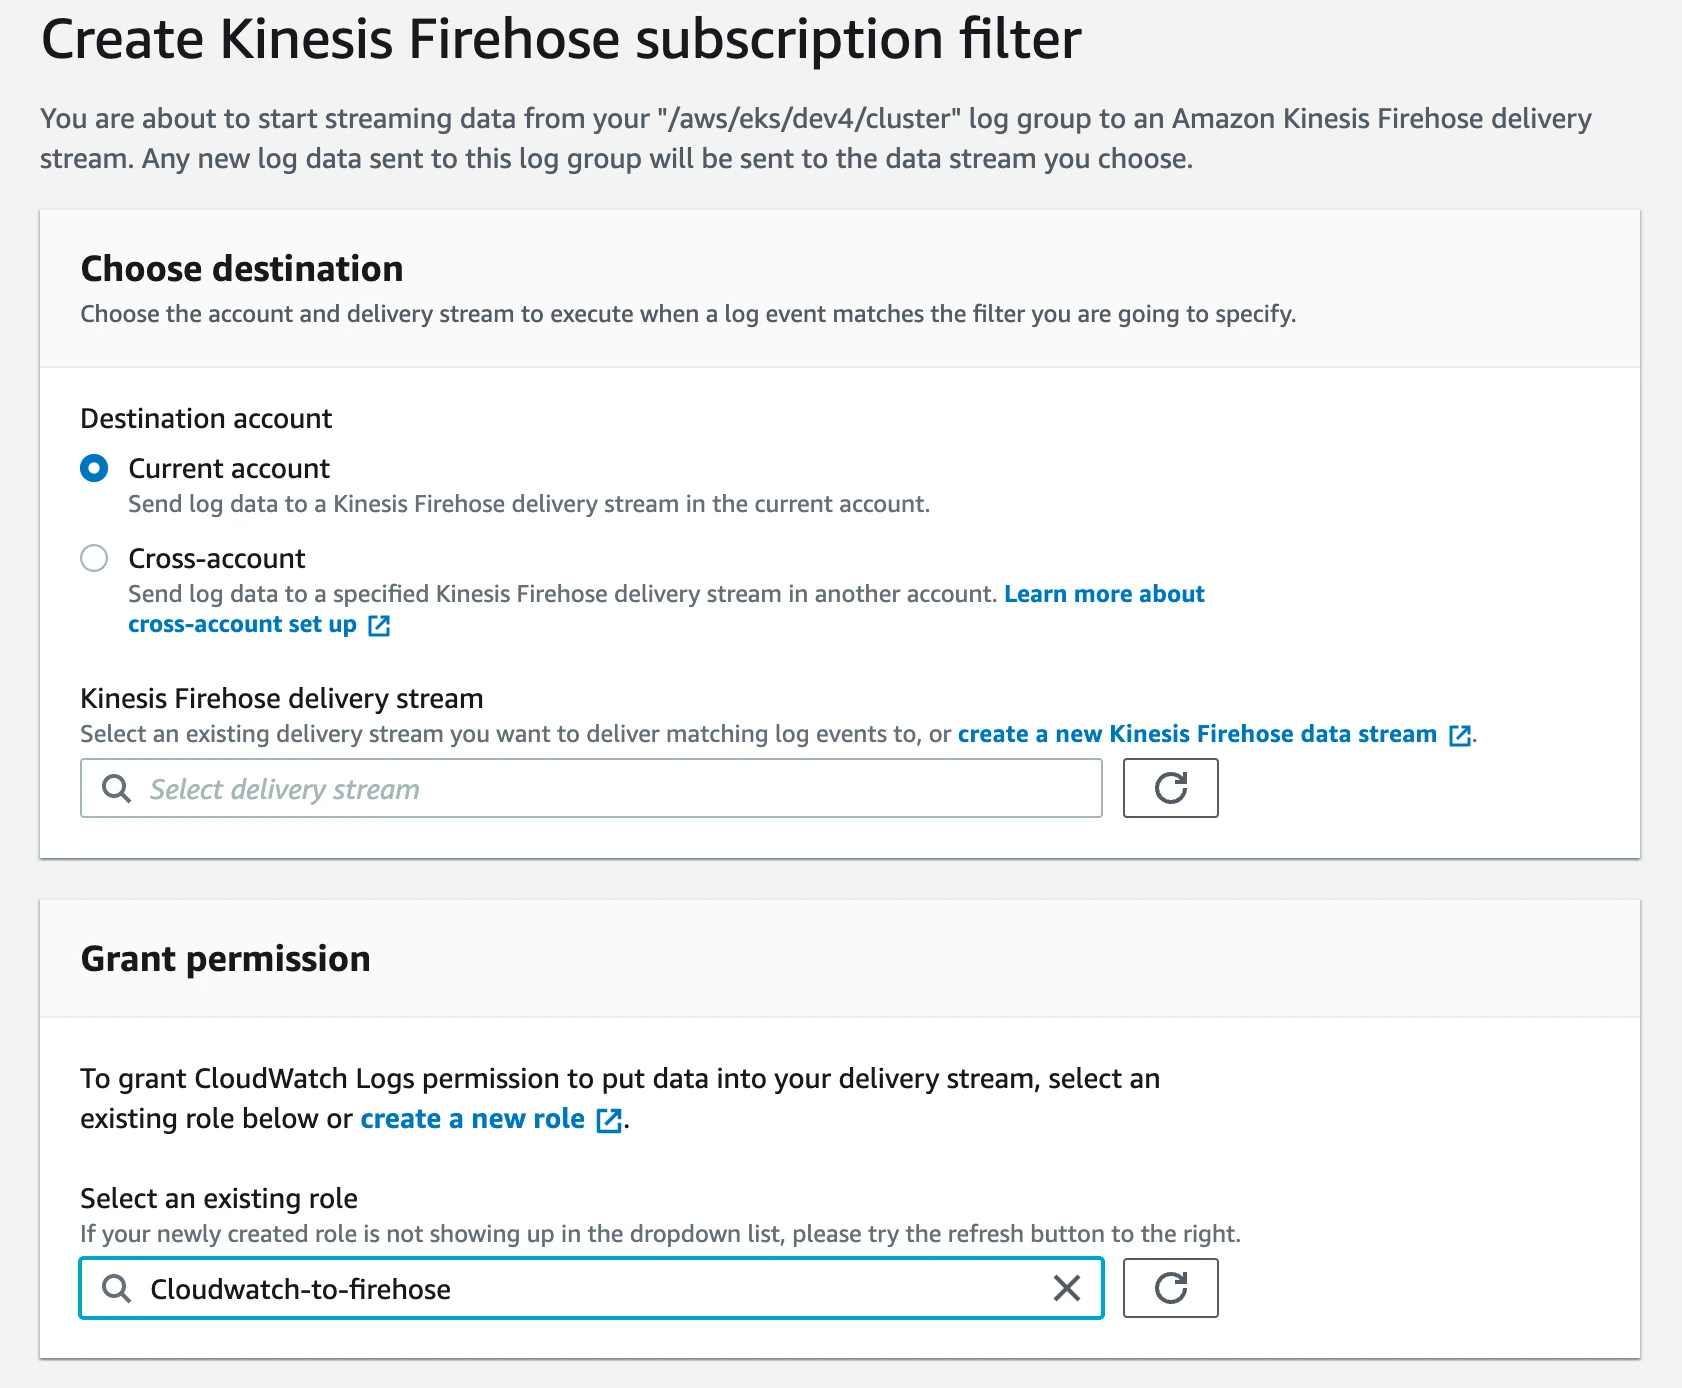 Create Kinesis Firehose subscription filter
You are about to start streaming data from your "/aws/eks/dev4/cluster" log group to an Amazon Kinesis Firehose delivery
stream. Any new log data sent to this log group will be sent to the data stream you choose.
Choose destination
Choose the account and delivery stream to execute when a log event matches the filter you are going to specify.
Destination account
Current account
Send log data to a Kinesis Firehose delivery stream in the current account.
Cross-account
Send log data to a specified Kinesis Firehose delivery stream in another account. Learn more about
cross-account set up
Kinesis Firehose delivery stream
Select an existing delivery stream you want to deliver matching log events to, or create a new Kinesis Firehose data stream.
Select delivery stream
Grant permission
To grant CloudWatch Logs permission to put data into your delivery stream, select an
existing role below or create a new role.
Select an existing role
If your newly created role is not showing up in the dropdown list, please try the refresh button to the right.
Cloudwatch-to-firehose